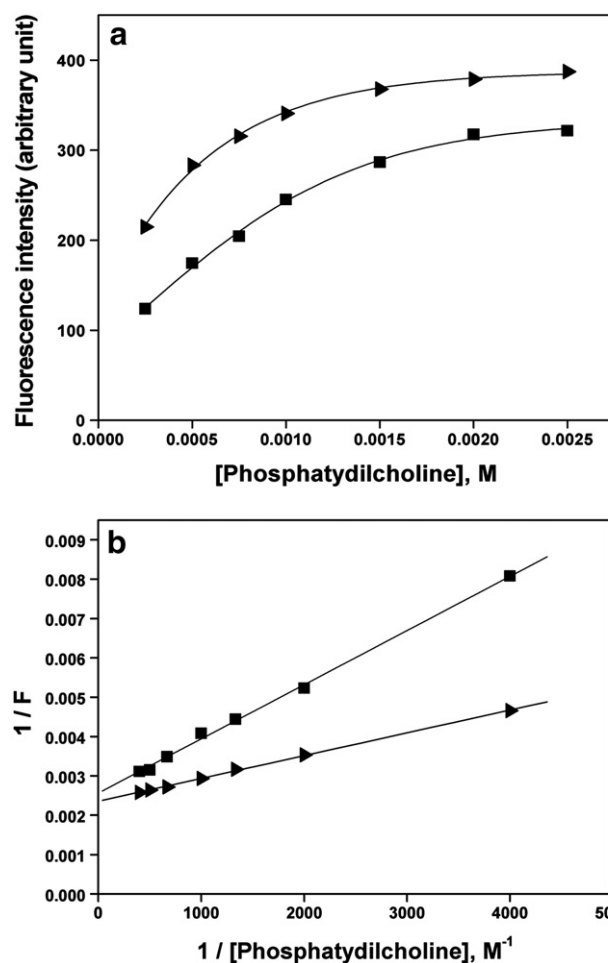 a
Fluorescence intensity (arbitrary unit)
400
300
200
100
0
0.0000 0.0005 0.0010 0.0015 0.0020 0.0025
[Phosphatydilcholine], M
b
1 / F
0.009
0.008
0.007
0.006
0.005
0.004
0.003
0.002
0.001
0.000
0 1000 2000 3000 4000 500
1 / [Phosphatydilcholine], M⁻¹